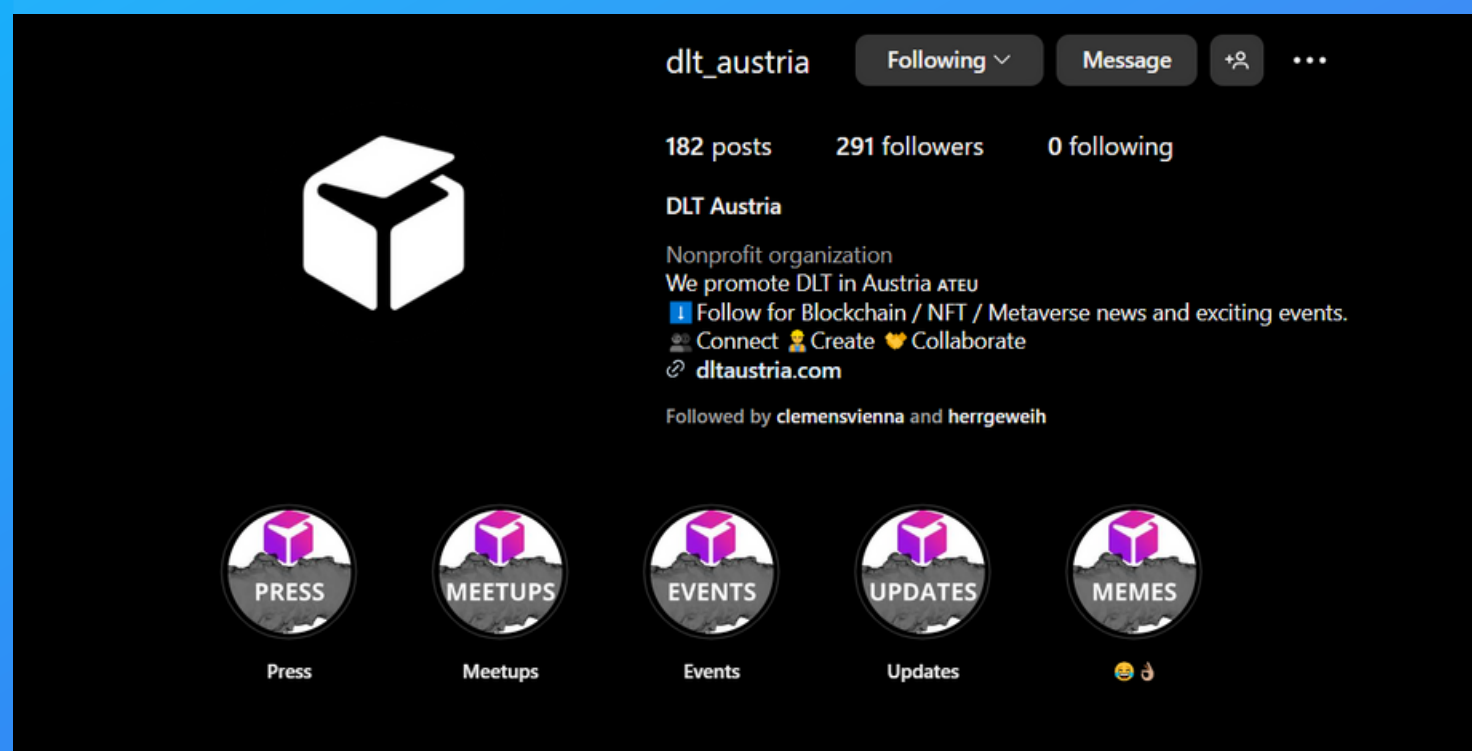 dlt_austria Following Message
182 posts 291 followers 0 following
DLT Austria
Nonprofit organization
We promote DLT in Austria ATEU
⬇️Follow for Blockchain / NFT / Metaverse news and exciting events.
👥 Connect 👷Create 🤝 Collaborate
dltaustria.com
Followed by clemensvienna and herrgeweih
PRESS MEETUPS EVENTS UPDATES MEMES
Press Meetups Events Updates 😂👌🏽